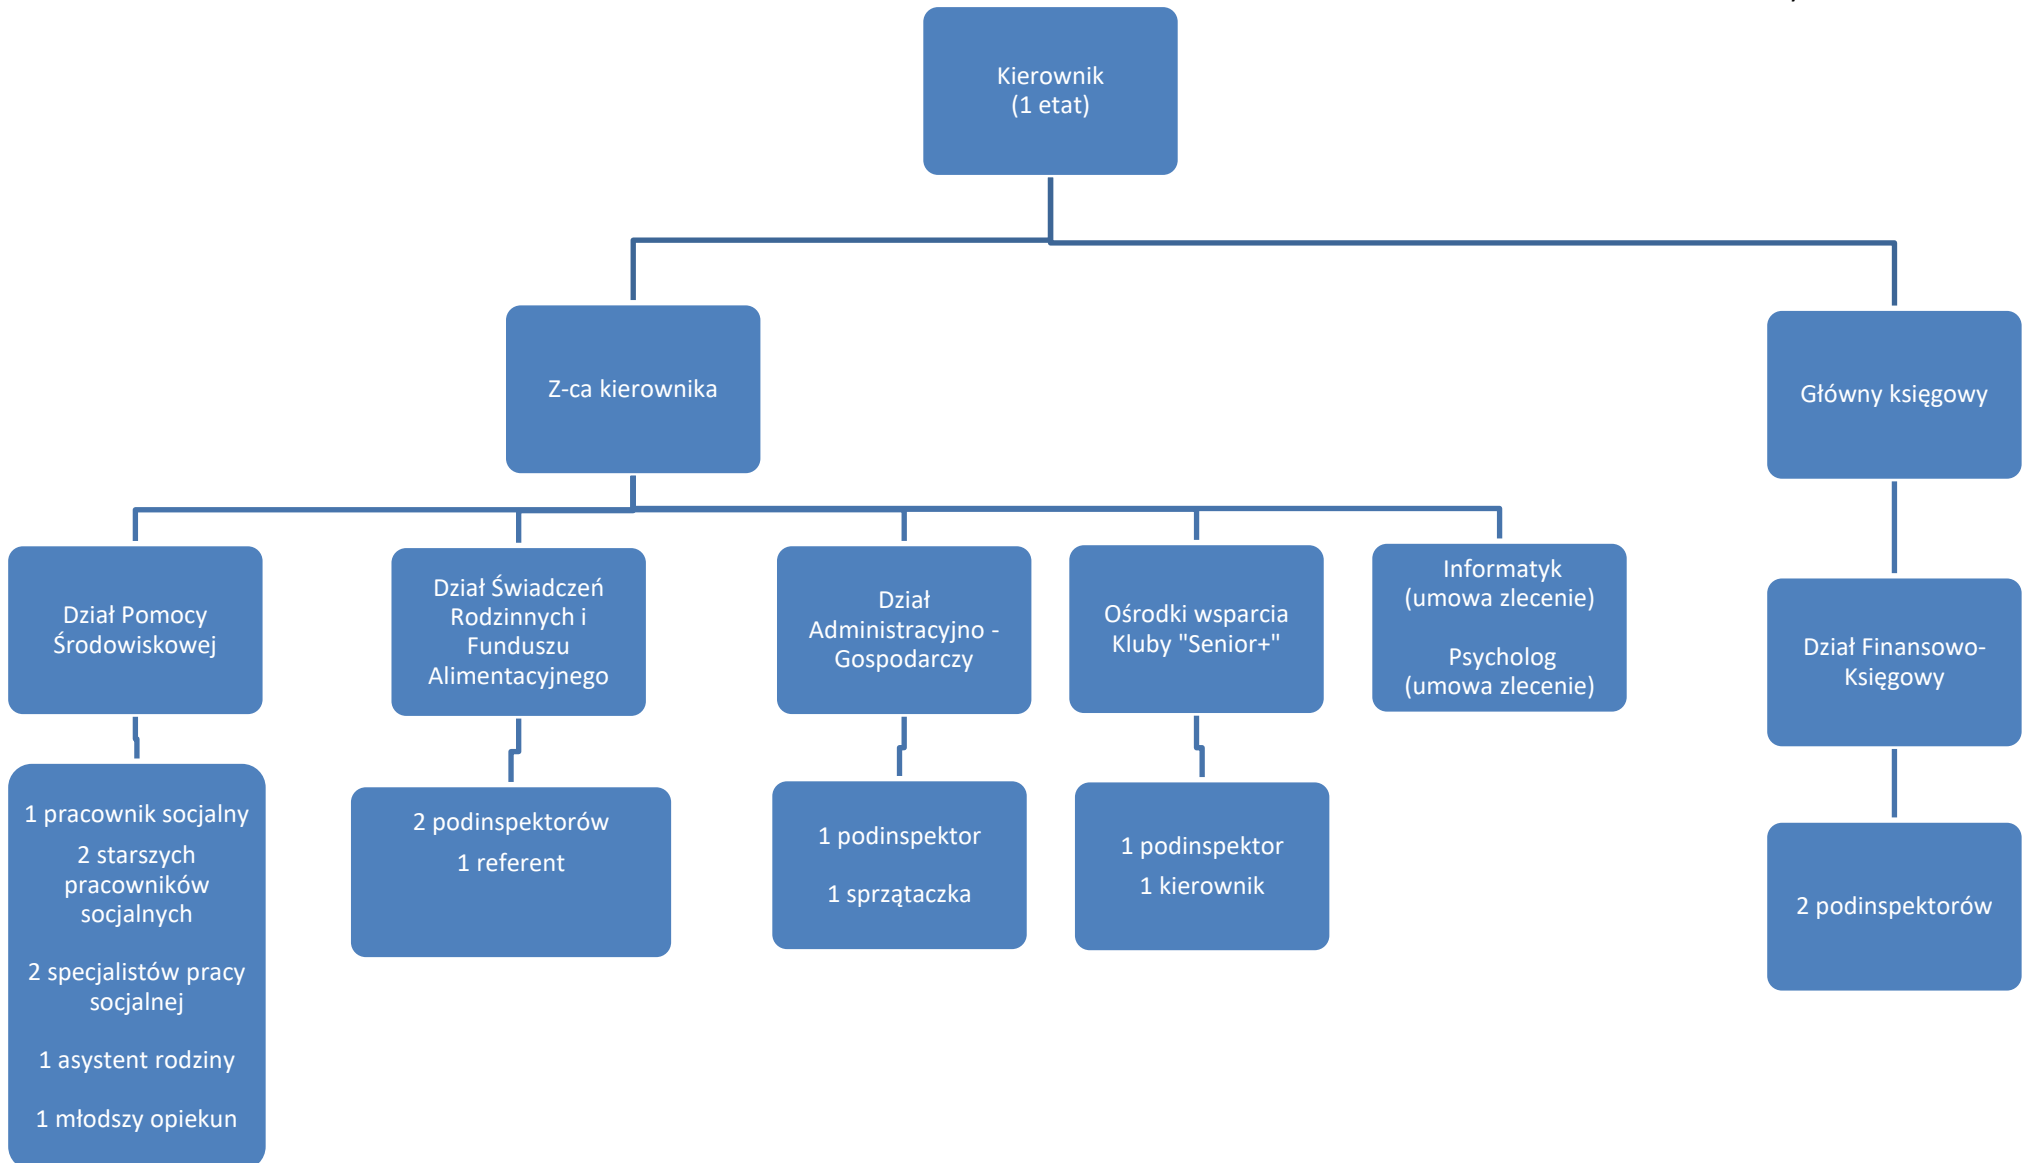 Kierownik
(1 etat)
Z-ca kierownika
Główny księgowy
Dział Pomocy
Środowiskowej
Dział Świadczeń
Rodzinnych i
Funduszu
Alimentacyjnego
Dział
Administracyjno -
Gospodarczy
Ośrodki wsparcia
Kluby "Senior+"
Informatyk
(umowa zlecenie)
Psycholog
(umowa zlecenie)
Dział Finansowo-
Księgowy
1 pracownik socjalny
2 starszych
pracowników
socjalnych
2 specjalistów pracy
socjalnej
1 asystent rodziny
1 młodszy opiekun
2 podinspektorów
1 referent
1 podinspektor
1 sprzątaczka
1 podinspektor
1 kierownik
2 podinspektorów